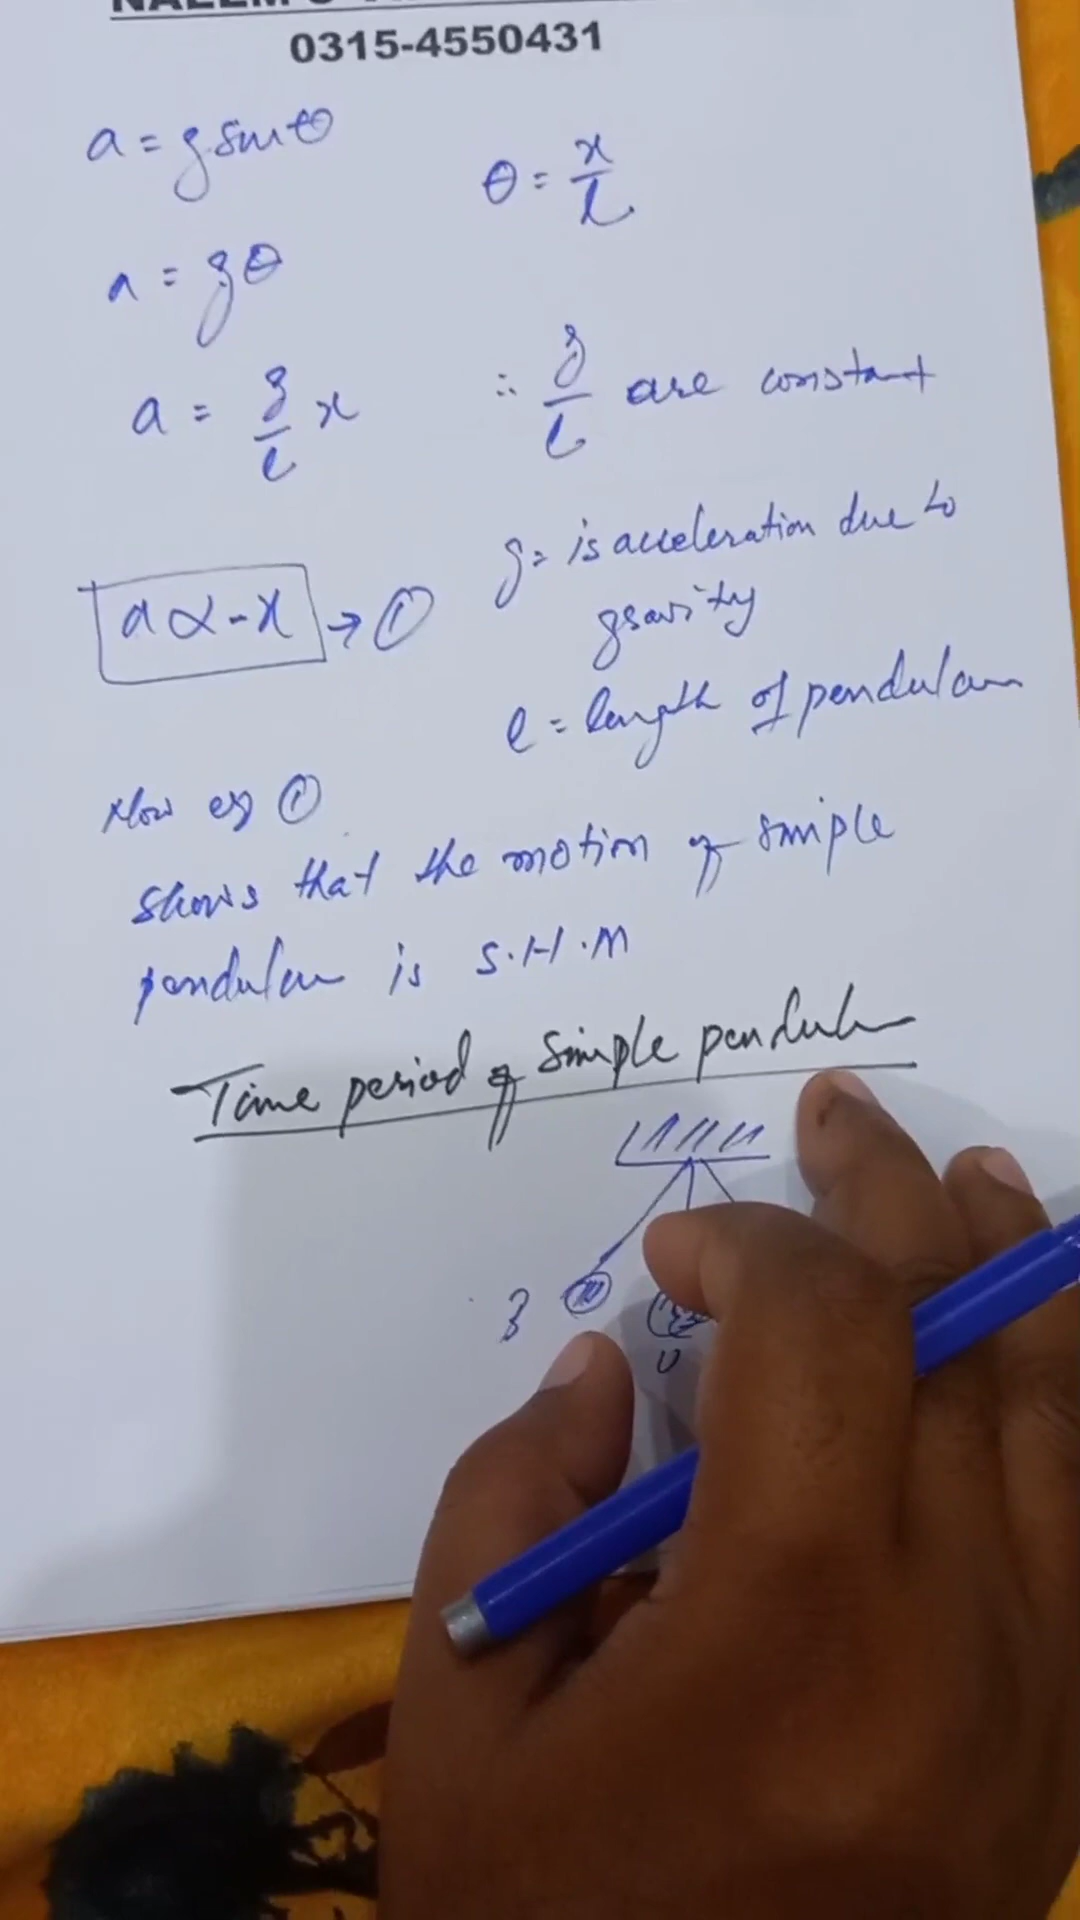 0315-4550431
a = g sinθ
θ = x/l
a = gθ
a = g/l x
∴ g/l are constant
g = is acceleration due to
gravity
a ∝ -x → ①
l = length of pendulum
Now eq ①
shows that the motion of simple
pendulum is S.H.M
Time period of simple pendulum